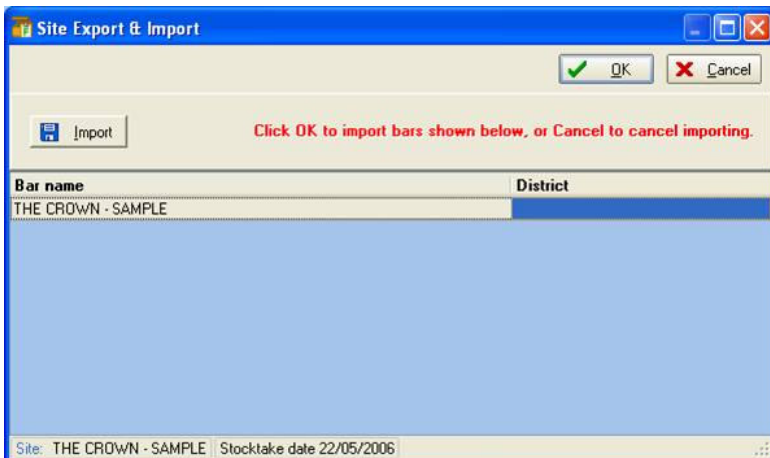 Site Export & Import
OK Cancel
Import Click OK to import bars shown below, or Cancel to cancel importing.
Bar name District
THE CROWN - SAMPLE
Site: THE CROWN - SAMPLE Stocktake date 22/05/2006